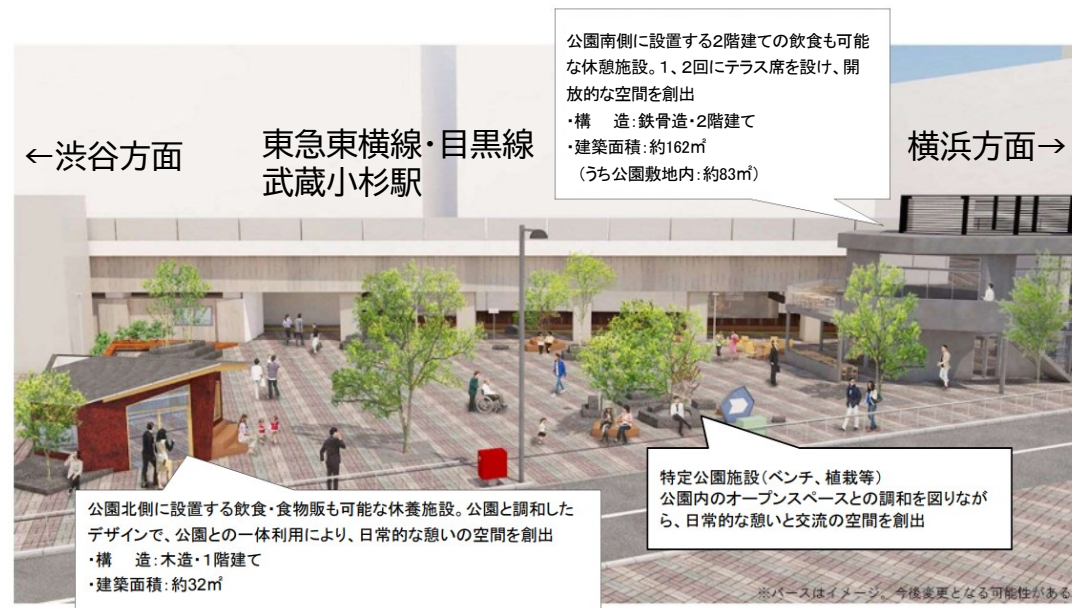 公園南側に設置する2階建ての飲食も可能
な休憩施設。1、2回にテラス席を設け、開
放的な空間を創出
・構　造:鉄骨造・2階建て
・建築面積:約162㎡
（うち公園敷地内:約83㎡）
←渋谷方面
東急東横線・目黒線
武蔵小杉駅
横浜方面→
特定公園施設（ベンチ、植栽等）
公園内のオープンスペースとの調和を図りなが
ら、日常的な憩いと交流の空間を創出
公園北側に設置する飲食・食物販も可能な休養施設。公園と調和した
デザインで、公園との一体利用により、日常的な憩いの空間を創出
・構　造:木造・1階建て
・建築面積:約32㎡
※パースはイメージ。今後変更となる可能性がある